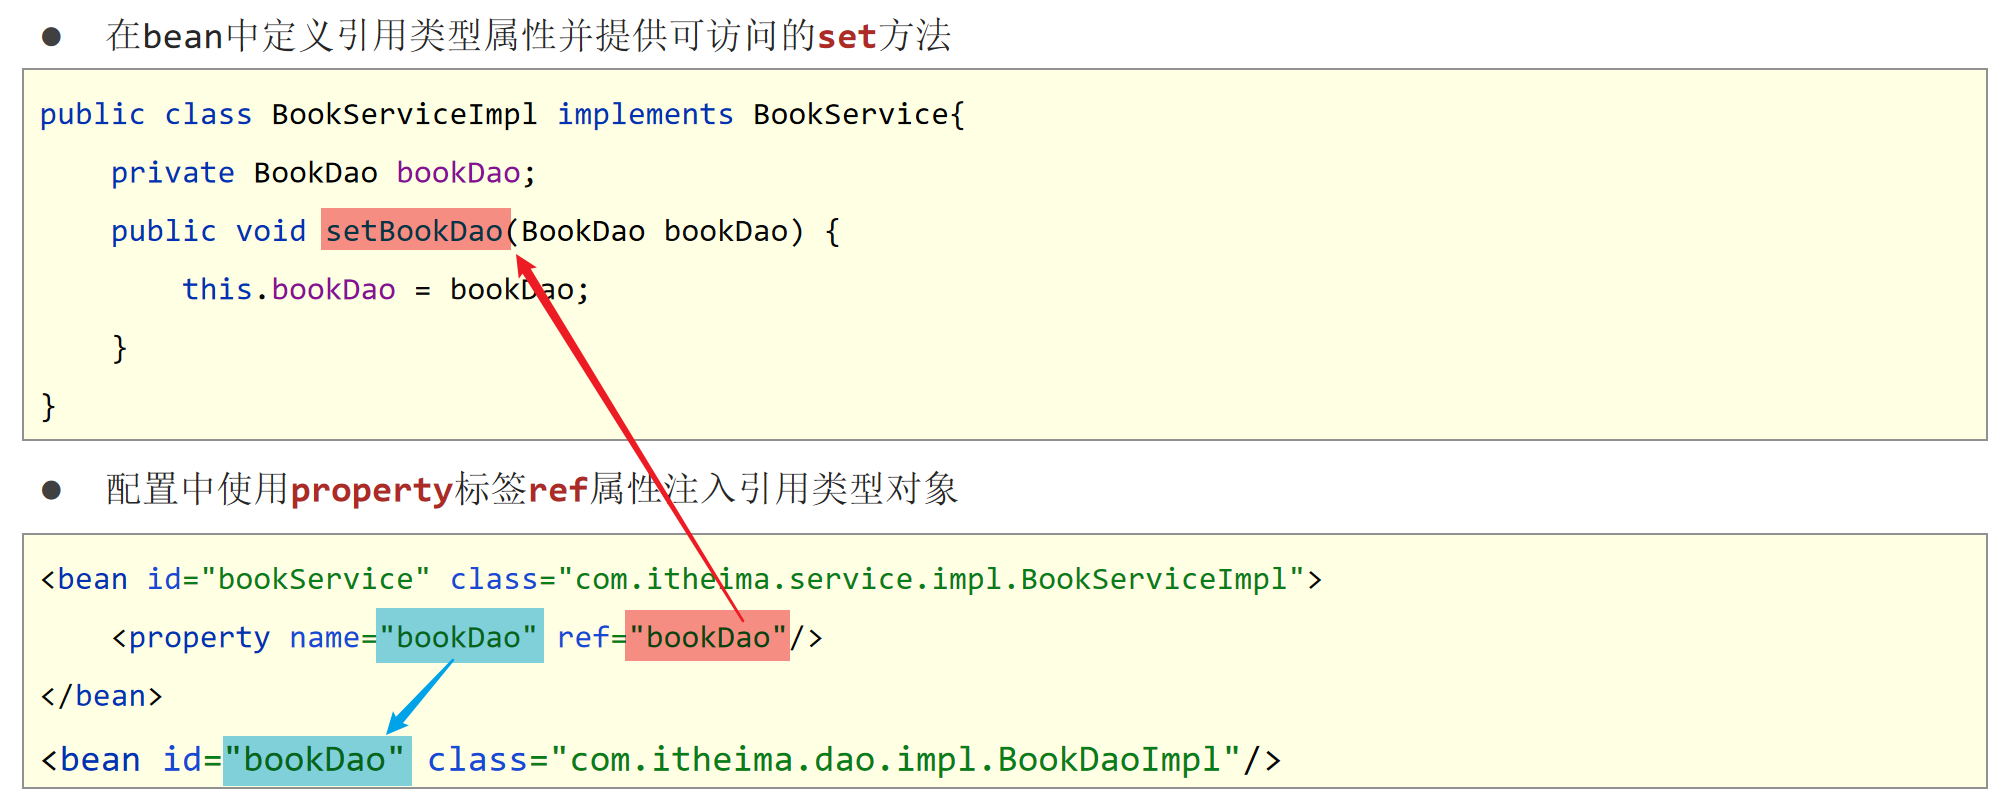 ● 在bean中定义引用类型属性并提供可访问的set方法
public class BookServiceImpl implements BookService{
    private BookDao bookDao;
    public void setBookDao(BookDao bookDao) {
        this.bookDao = bookDao;
    }
}
● 配置中使用property标签ref属性注入引用类型对象
<bean id="bookService" class="com.itheima.service.impl.BookServiceImpl">
    <property name="bookDao" ref="bookDao"/>
</bean>
<bean id="bookDao" class="com.itheima.dao.impl.BookDaoImpl"/>